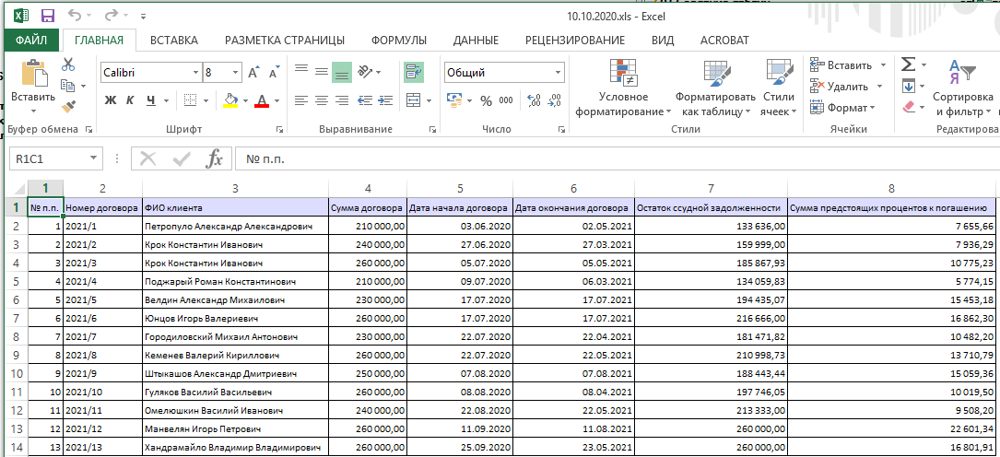 10.10.2020.xls - Excel
ФАЙЛ ГЛАВНАЯ ВСТАВКА РАЗМЕТКА СТРАНИЦЫ ФОРМУЛЫ ДАННЫЕ РЕЦЕНЗИРОВАНИЕ ВИД ACROBAT
Calibri 8 Общий Вставить Σ
Вставить Ж К Ч % 000 Условное форматирование Форматировать как таблицу Стили ячеек Удалить Формат Сортировка и фильтр
Буфер обмена Шрифт Выравнивание Число Стили Ячейки Редактирова
R1C1 fx № п.п.
1 2 3 4 5 6 7 8
1 № п.п. Номер договора ФИО клиента Сумма договора Дата начала договора Дата окончания договора Остаток ссудной задолженности Сумма предстоящих процентов к погашению
2 1 2021/1 Петропуло Александр Александрович 210 000,00 03.06.2020 02.05.2021 133 636,00 7 655,66
3 2 2021/2 Крок Константин Иванович 240 000,00 27.06.2020 27.03.2021 159 999,00 7 936,29
4 3 2021/3 Крок Константин Иванович 260 000,00 05.07.2020 05.05.2021 185 867,93 10 775,23
5 4 2021/4 Поджарый Роман Константинович 210 000,00 09.07.2020 06.03.2021 134 059,83 5 774,15
6 5 2021/5 Велдин Александр Михаилович 230 000,00 17.07.2020 17.07.2021 194 435,07 15 453,18
7 6 2021/6 Юнцов Игорь Валериевич 260 000,00 17.07.2020 17.07.2021 216 666,00 16 862,30
8 7 2021/7 Городиловский Михаил Антонович 230 000,00 22.07.2020 22.04.2021 181 471,82 10 482,20
9 8 2021/8 Кеменев Валерий Кириллович 260 000,00 22.07.2020 22.05.2021 210 998,73 13 710,79
10 9 2021/9 Штыкашов Александр Дмитриевич 250 000,00 07.08.2020 07.08.2021 188 443,44 15 059,36
11 10 2021/10 Гуляков Василий Васильевич 260 000,00 08.08.2020 08.04.2021 197 746,05 10 019,50
12 11 2021/11 Омелюшкин Василий Иванович 240 000,00 22.08.2020 22.05.2021 213 333,00 9 508,20
13 12 2021/12 Манвелян Игорь Петрович 260 000,00 11.09.2020 11.08.2021 260 000,00 22 601,34
14 13 2021/13 Хандрамайло Владимир Владимирович 260 000,00 25.09.2020 23.05.2021 260 000,00 16 801,91